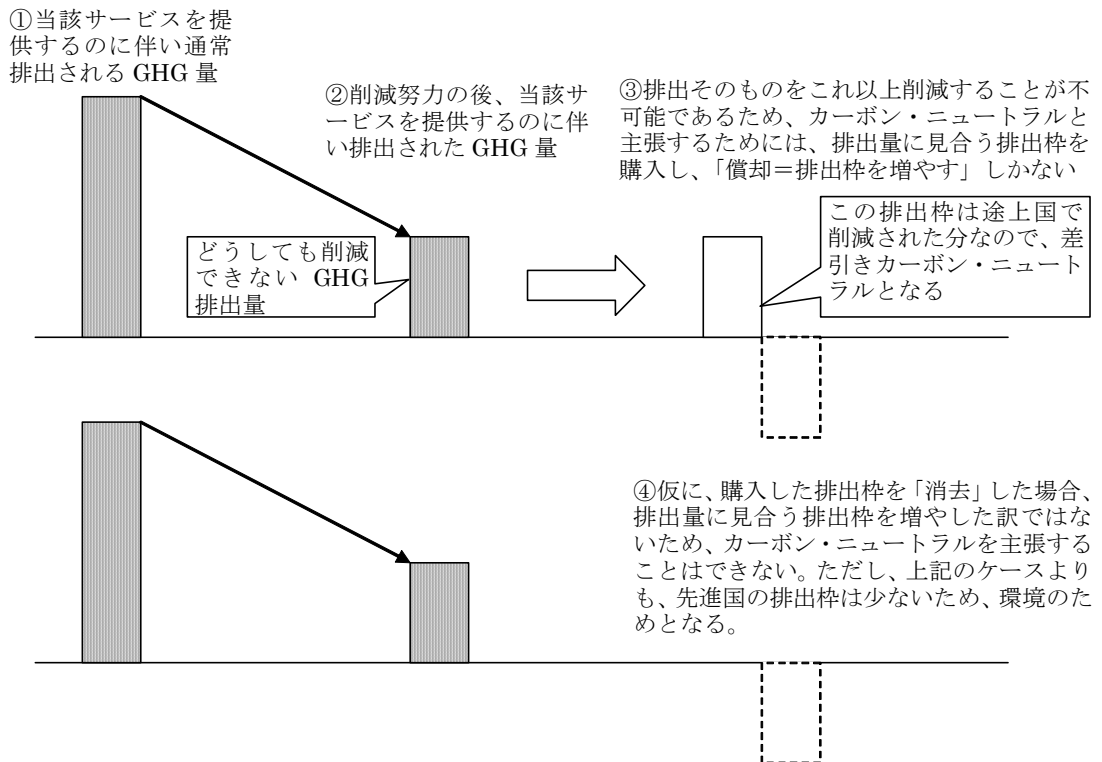 ①当該サービスを提
供するのに伴い通常
排出される GHG 量
②削減努力の後、当該サ
ービスを提供するのに伴
い排出された GHG 量
③排出そのものをこれ以上削減することが不
可能であるため、カーボン・ニュートラルと
主張するためには、排出量に見合う排出枠を
購入し、「償却＝排出枠を増やす」しかない
どうしても削減
できない GHG
排出量
この排出枠は途上国で
削減された分なので、差
引きカーボン・ニュート
ラルとなる
④仮に、購入した排出枠を「消去」した場合、
排出量に見合う排出枠を増やした訳ではな
いため、カーボン・ニュートラルを主張する
ことはできない。ただし、上記のケースより
も、先進国の排出枠は少ないため、環境のた
めとなる。